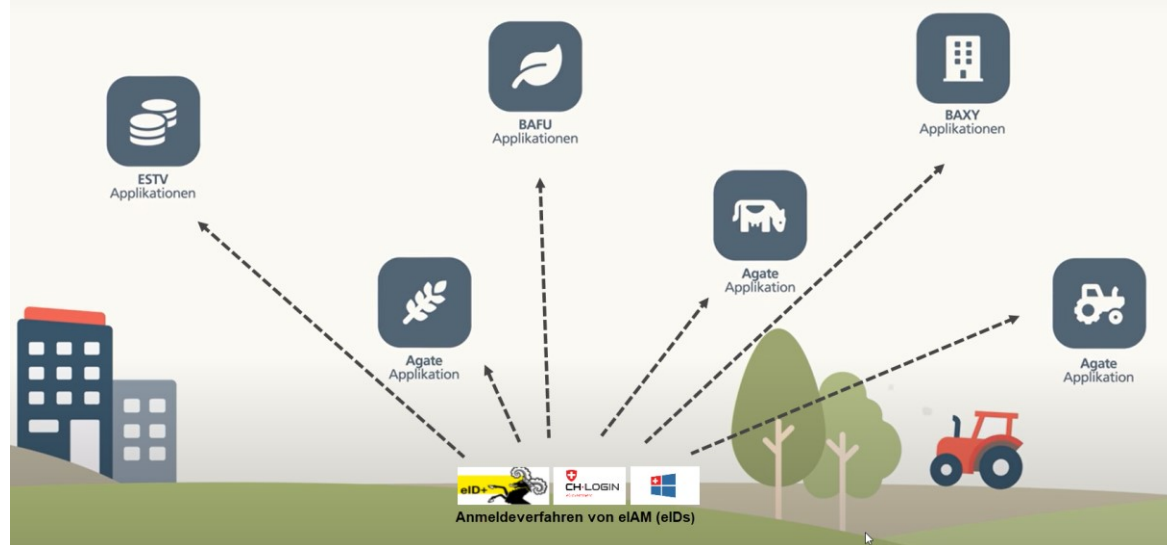 BAFU
Applikationen
BAXY
Applikationen
ESTV
Applikationen
Agate
Applikation
Agate
Applikation
Agate
Applikation
eID+
CH-LOGIN
Anmeldeverfahren von eIAM (eIDs)